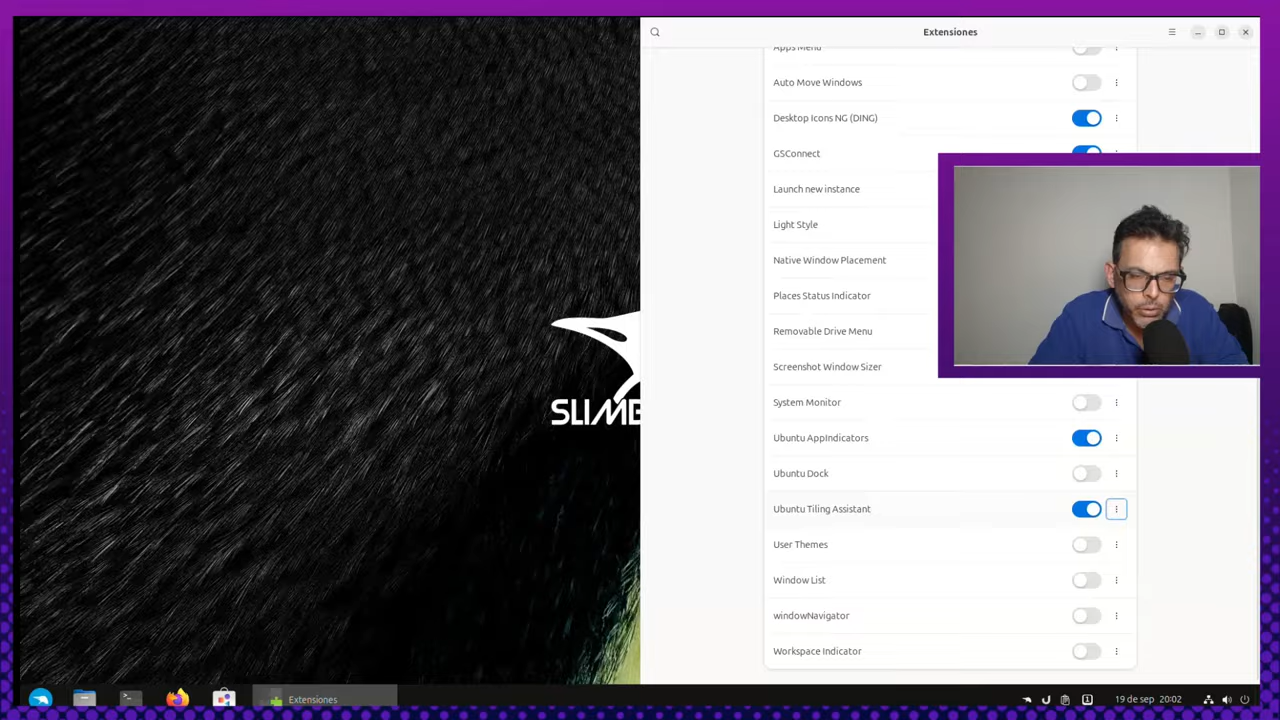 Extensiones
Apps Menu
Auto Move Windows
Desktop Icons NG (DING)
GSConnect
Launch new instance
Light Style
Native Window Placement
Places Status Indicator
Removable Drive Menu
Screenshot Window Sizer
System Monitor
Ubuntu AppIndicators
Ubuntu Dock
Ubuntu Tiling Assistant
User Themes
Window List
windowNavigator
Workspace Indicator
SLIMB
Extensiones
1
19 de sep 20:02